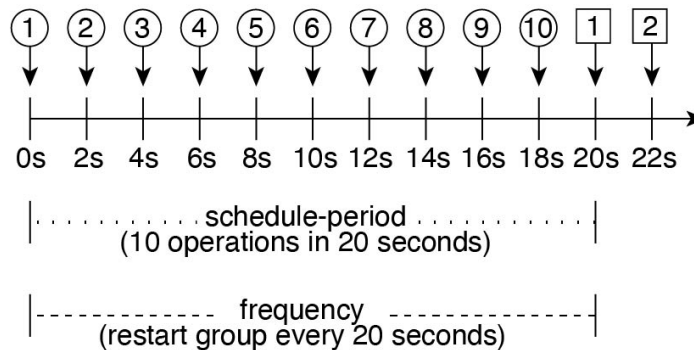 1 2 3 4 5 6 7 8 9 10 1 2
0s 2s 4s 6s 8s 10s 12s 14s 16s 18s 20s 22s
schedule-period
(10 operations in 20 seconds)
frequency
(restart group every 20 seconds)